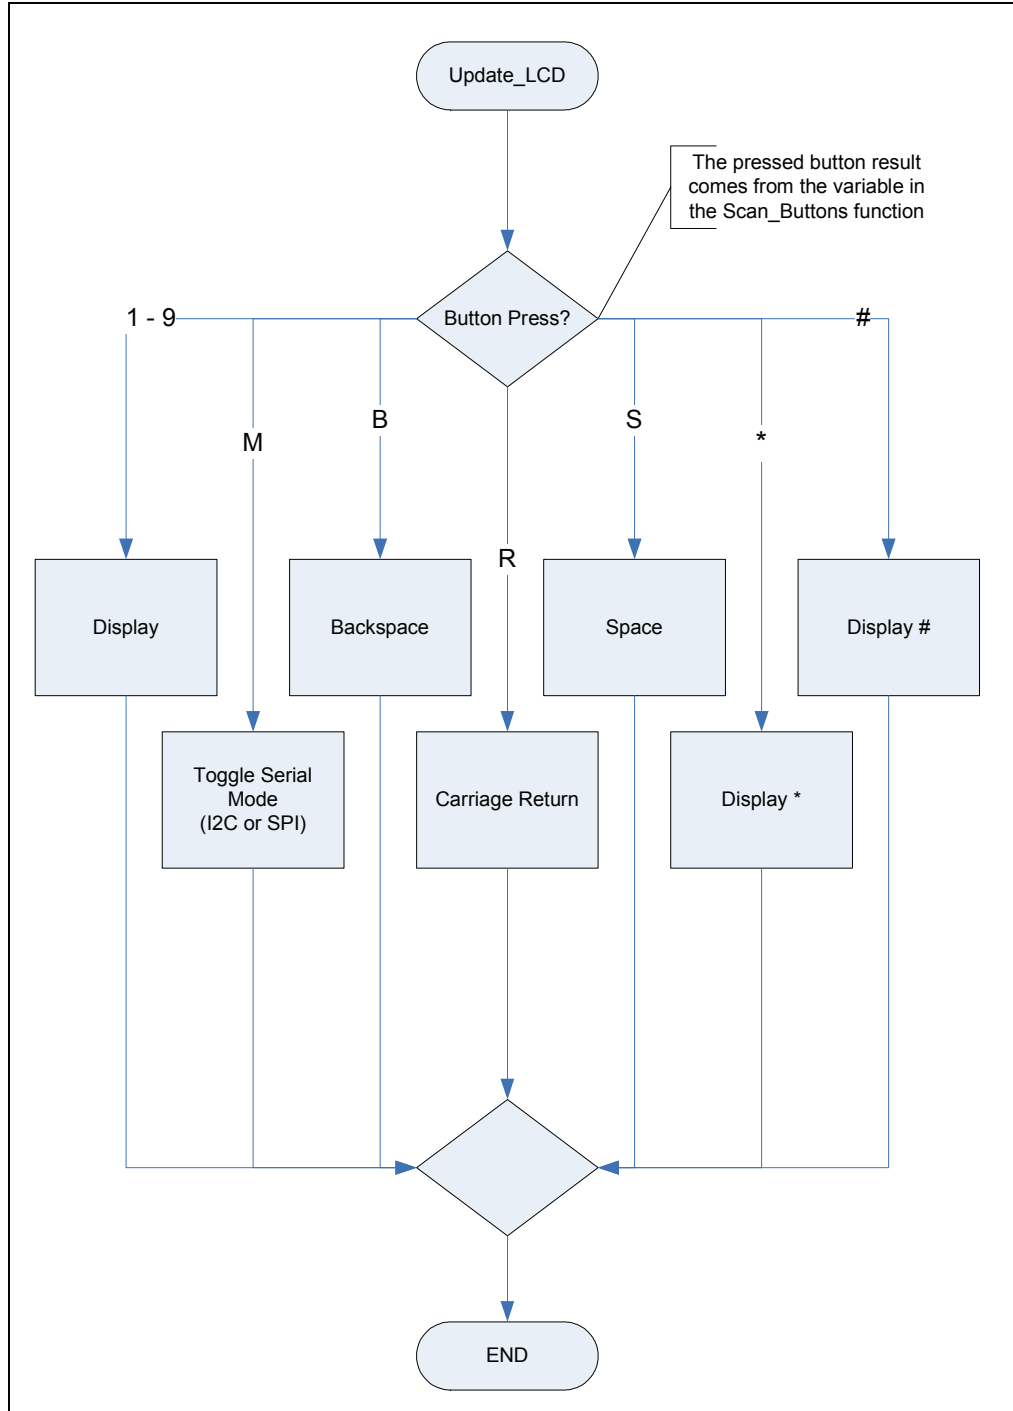 Update_LCD
The pressed button result
comes from the variable in
the Scan_Buttons function
Button Press?
1 - 9
#
M
B
S
*
R
Display
Backspace
Space
Display #
Toggle Serial
Mode
(I2C or SPI)
Carriage Return
Display *
END